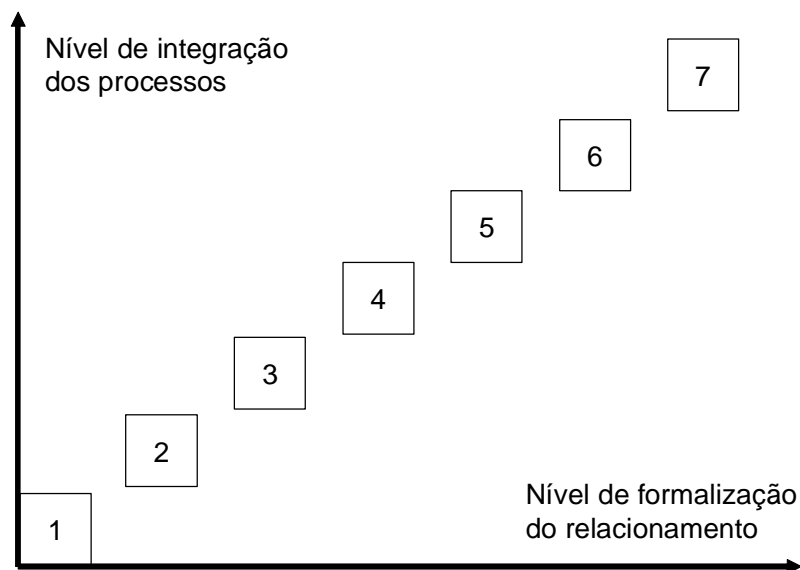 Nível de integração
dos processos
7
6
5
4
3
2
1
Nível de formalização
do relacionamento